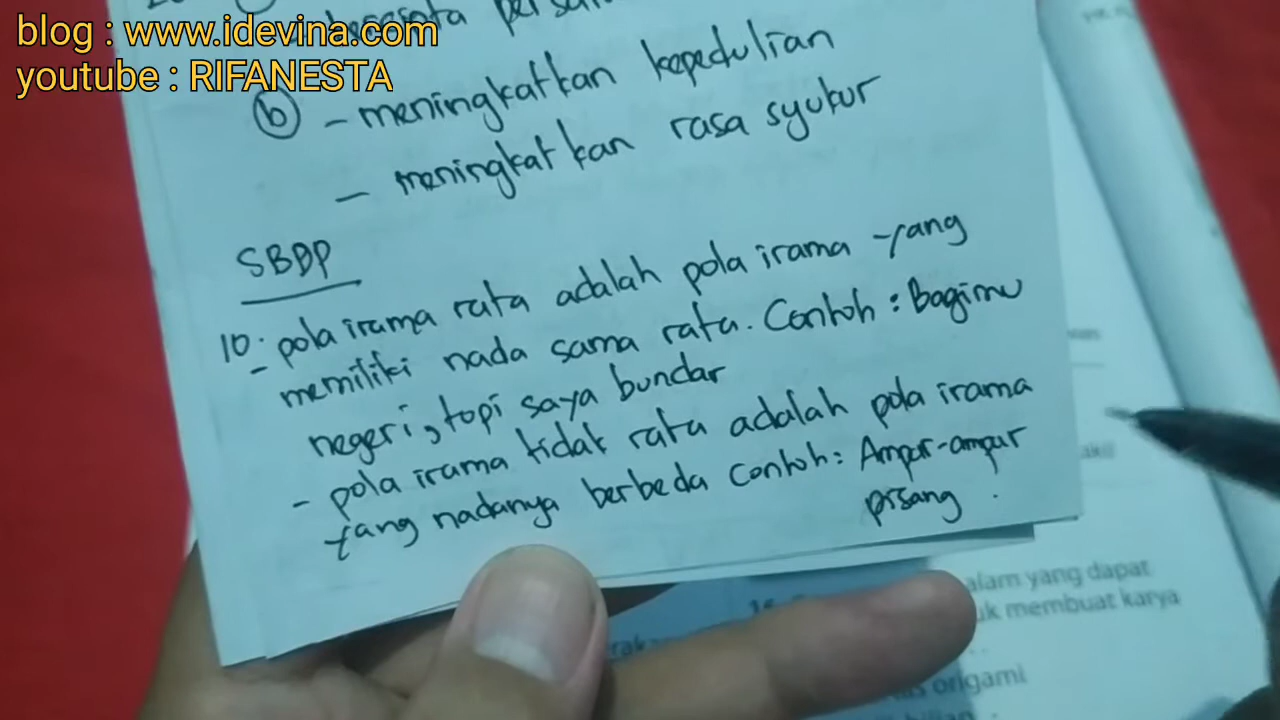 blog : www.idevina.com
youtube : RIFANESTA
(b) - meningkatkan kepedulian
- meningkatkan rasa syukur
SBDP
10. - pola irama rata adalah pola irama yang
memiliki nada sama rata. Contoh : Bagimu
negeri, topi saya bundar
- pola irama tidak rata adalah pola irama
yang nadanya berbeda Contoh: Ampar-ampar
pisang.
alam yang dapat
uk membuat karya
origami